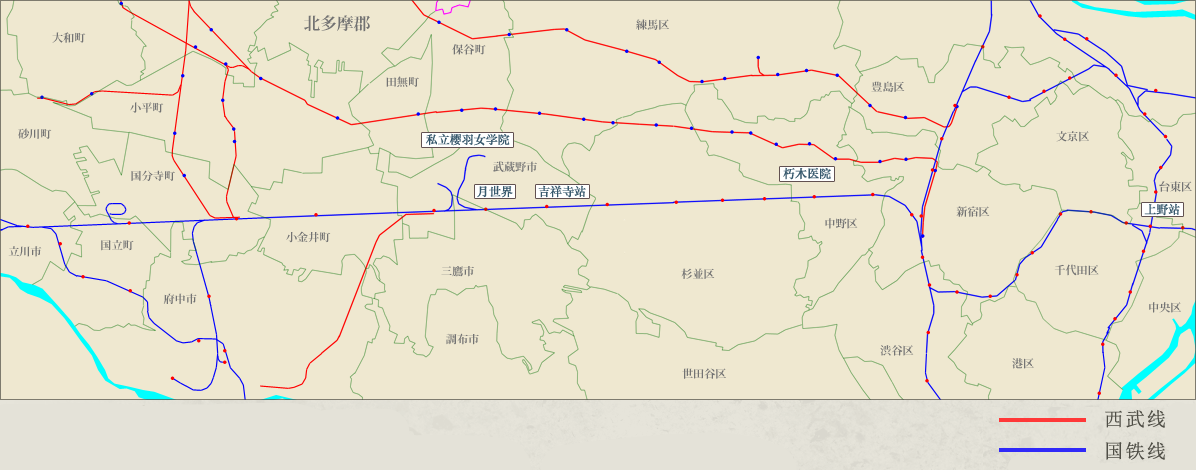 北多摩郡
練馬区
大和町
保谷町
田無町
豊島区
小平町
砂川町
文京区
私立櫻羽女学院
武蔵野市
朽木医院
国分寺町
台東区
月世界
吉祥寺站
上野站
新宿区
中野区
小金井町
国立町
立川市
三鷹市
杉並区
千代田区
府中市
中央区
調布市
渋谷区
港区
世田谷区
西武线
国铁线